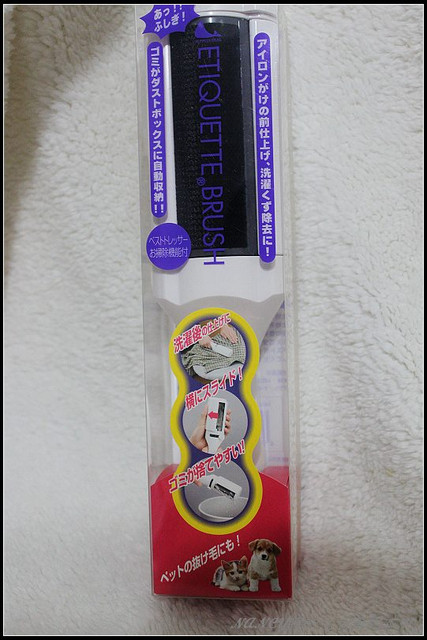 あっ!!
ふしぎ!
ゴミがダストボックスに自動収納!!
ETIQUETTE BRUSH®
アイロンがけの前仕上げ、洗濯くず除去に!
ベストドレッサー
お掃除機能付
洗濯後の仕上げに
横にスライド!
ゴミが捨てやすい!
ペットの抜け毛にも!